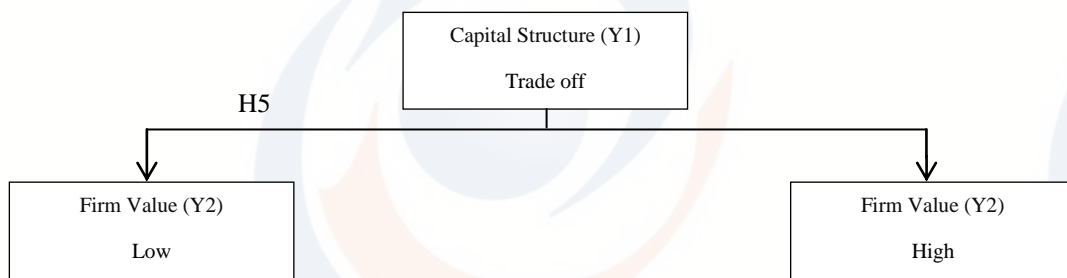 Capital Structure (Y1)
Trade off
H5
Firm Value (Y2)
Low
Firm Value (Y2)
High